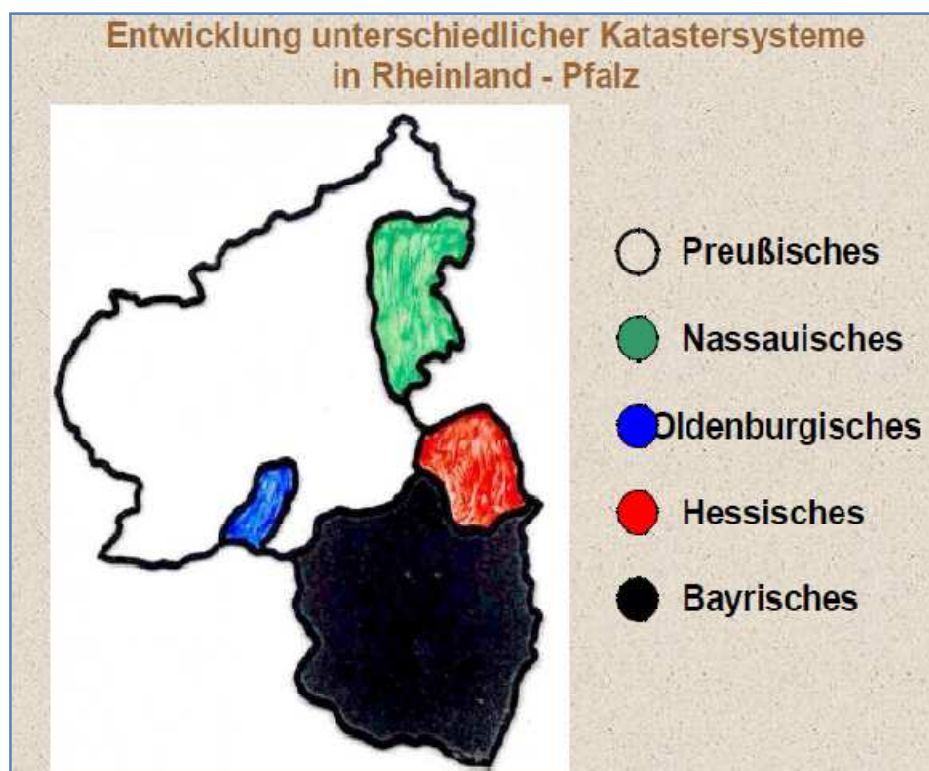 Entwicklung unterschiedlicher Katastersysteme
in Rheinland - Pfalz
Preußisches
Nassauisches
Oldenburgisches
Hessisches
Bayrisches